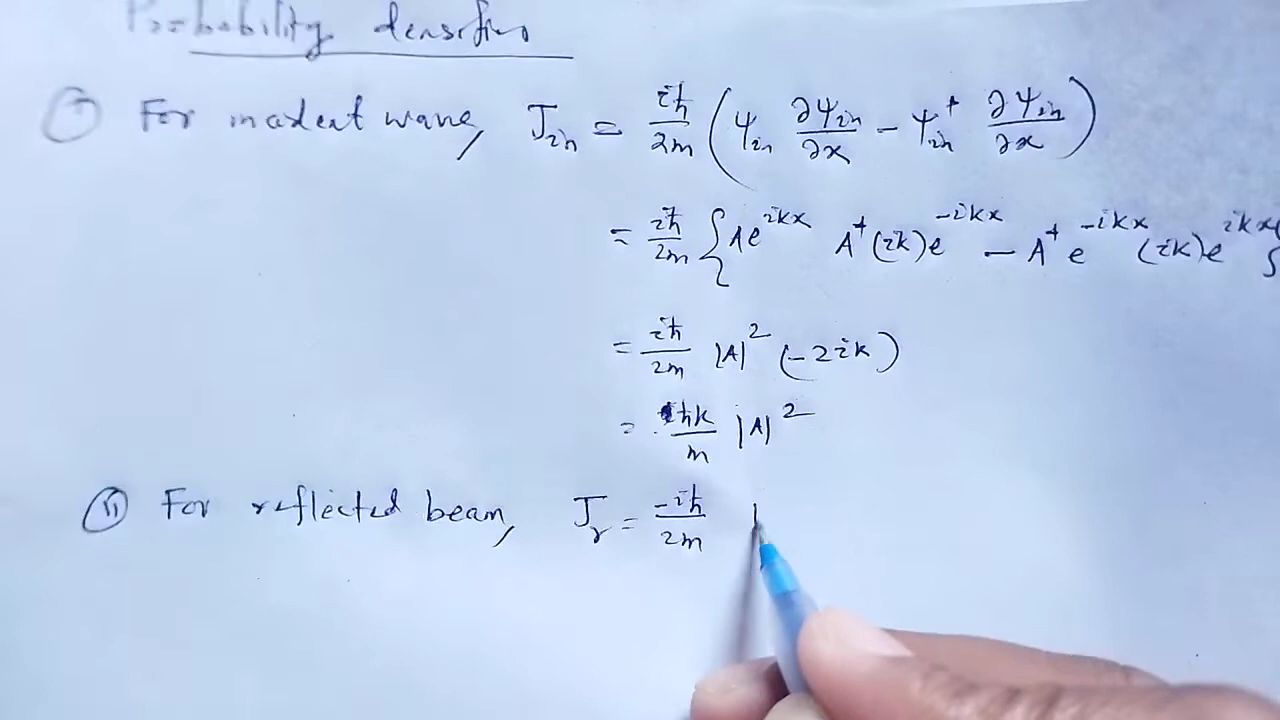 Probability densities
(i) For incident wave, J_in = iħ/2m (ψ_in ∂ψ_in/∂x − ψ_in^+ ∂ψ_in/∂x)
= iħ/2m { A e^{ikx} A^+ (ik) e^{-ikx} − A^+ e^{-ikx} (ik) e^{ikx} }
= iħ/2m |A|^2 (−2ik)
= ħk/m |A|^2
(ii) For reflected beam, J_r = −iħ/2m |